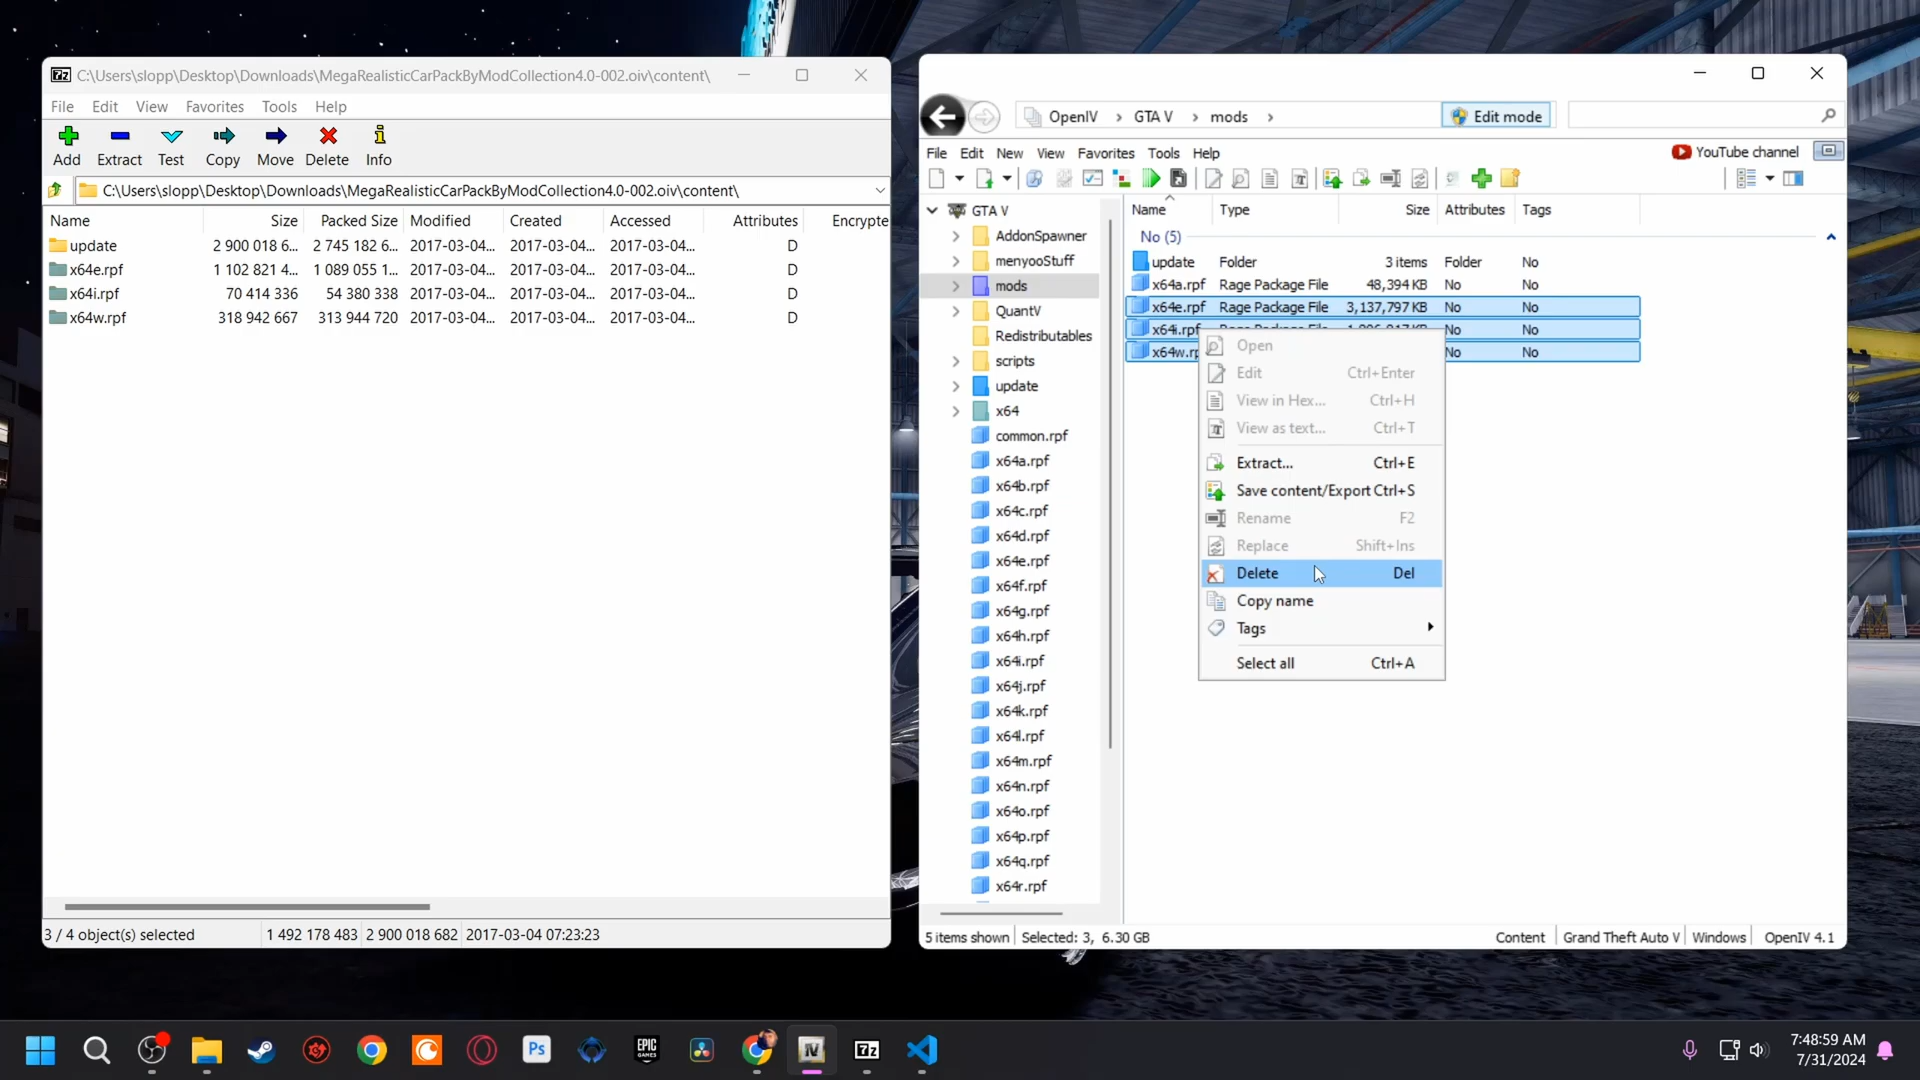 C:\Users\slopp\Desktop\Downloads\MegaRealisticCarPackByModCollection4.0-002.oiv\content\
File Edit View Favorites Tools Help
Add Extract Test Copy Move Delete Info
C:\Users\slopp\Desktop\Downloads\MegaRealisticCarPackByModCollection4.0-002.oiv\content\
Name Size Packed Size Modified Created Accessed Attributes Encrypte
update 2 900 018 6... 2 745 182 6... 2017-03-04... 2017-03-04... 2017-03-04... D
x64e.rpf 1 102 821 4... 1 089 055 1... 2017-03-04... 2017-03-04... 2017-03-04... D
x64i.rpf 70 414 336 54 380 338 2017-03-04... 2017-03-04... 2017-03-04... D
x64w.rpf 318 942 667 313 944 720 2017-03-04... 2017-03-04... 2017-03-04... D
3 / 4 object(s) selected 1 492 178 483 2 900 018 682 2017-03-04 07:23:23
OpenIV › GTA V › mods › Edit mode
File Edit New View Favorites Tools Help YouTube channel
GTA V
AddonSpawner
menyooStuff
mods
QuantV
Redistributables
scripts
update
x64
common.rpf
x64a.rpf
x64b.rpf
x64c.rpf
x64d.rpf
x64e.rpf
x64f.rpf
x64g.rpf
x64h.rpf
x64i.rpf
x64j.rpf
x64k.rpf
x64l.rpf
x64m.rpf
x64n.rpf
x64o.rpf
x64p.rpf
x64q.rpf
x64r.rpf
Name Type Size Attributes Tags
No (5)
update Folder 3 items Folder No
x64a.rpf Rage Package File 48,394 KB No No
x64e.rpf Rage Package File 3,137,797 KB No No
x64i.rpf No No
x64w.rp No No
Open
Edit Ctrl+Enter
View in Hex... Ctrl+H
View as text... Ctrl+T
Extract... Ctrl+E
Save content/Export Ctrl+S
Rename F2
Replace Shift+Ins
Delete Del
Copy name
Tags
Select all Ctrl+A
5 items shown Selected: 3, 6.30 GB Content Grand Theft Auto V Windows OpenIV 4.1
Ps
EPIC GAMES
IV
7z
7:48:59 AM
7/31/2024